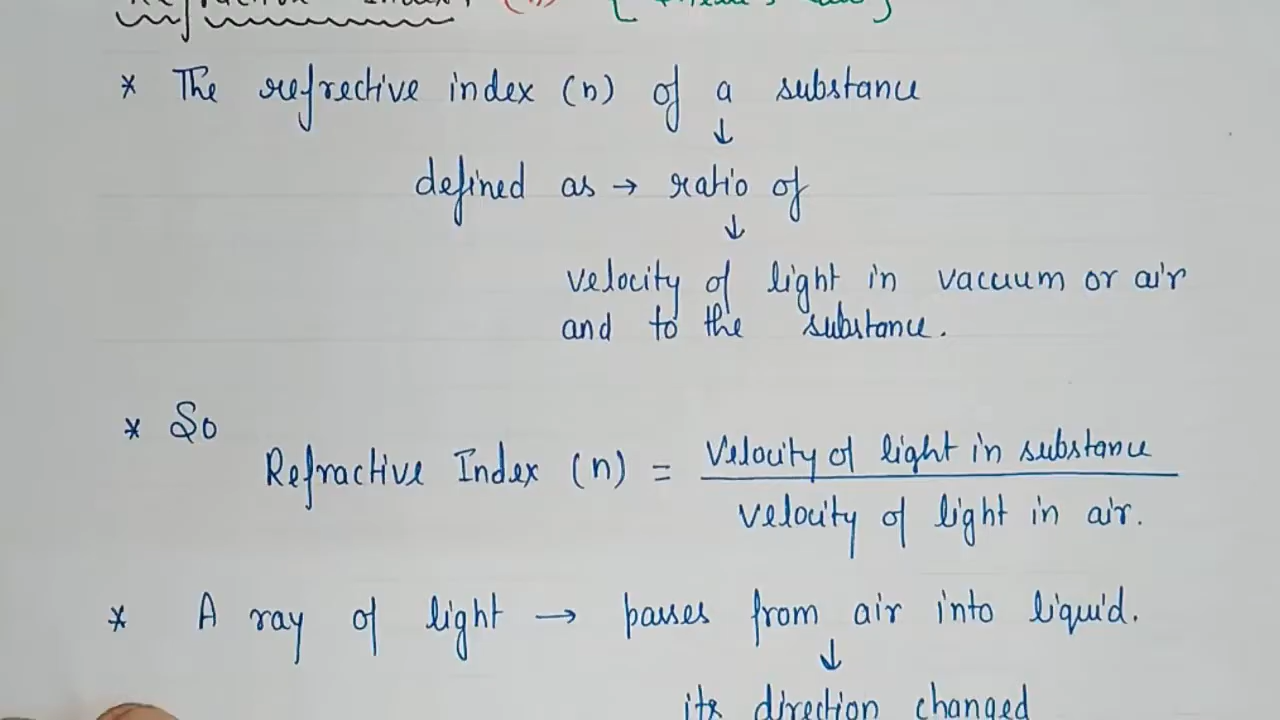 * The refrective index (n) of a substance
↓
defined as → ratio of
↓
velocity of light in vacuum or air
and to the substance.
* So
Refractive Index (n) = Velocity of light in substance
velocity of light in air.
* A ray of light → passes from air into liquid.
↓
its direction changed